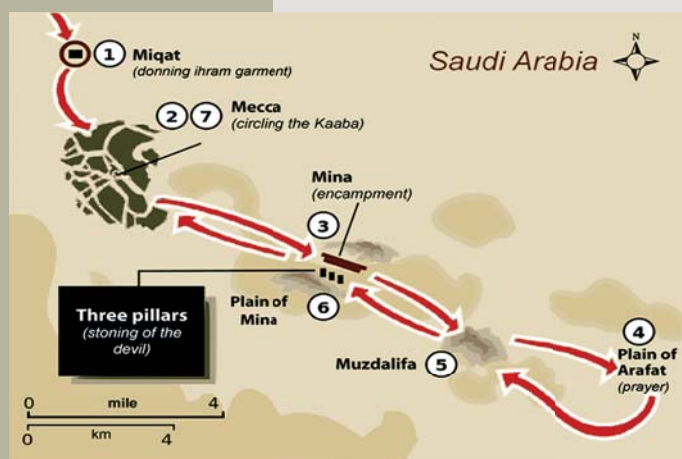 Saudi Arabia
N
1
Miqat
(donning ihram garment)
2 7
Mecca
(circling the Kaaba)
Mina
(encampment)
3
Three pillars
(stoning of the
devil)
Plain of
Mina
6
Muzdalifa
5
4
Plain of
Arafat
(prayer)
0 mile 4
0 km 4